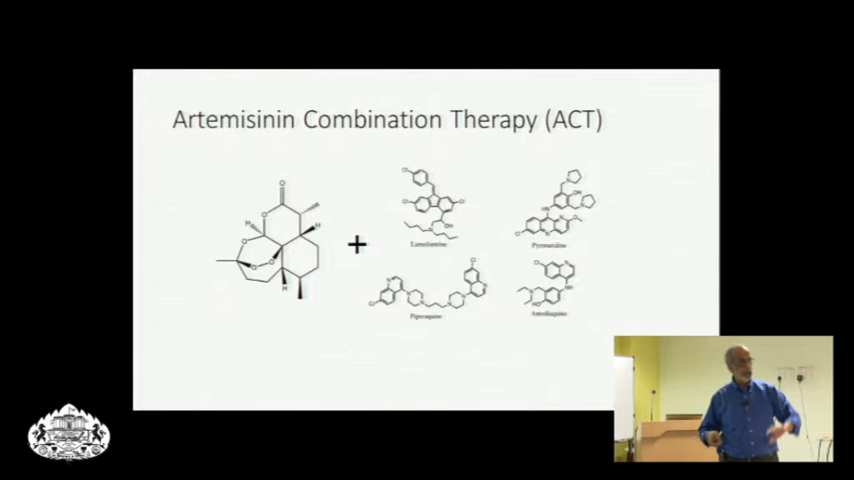 Artemisinin Combination Therapy (ACT)
+
Lumefantrine
Pyronaridine
Piperaquine
Amodiaquine